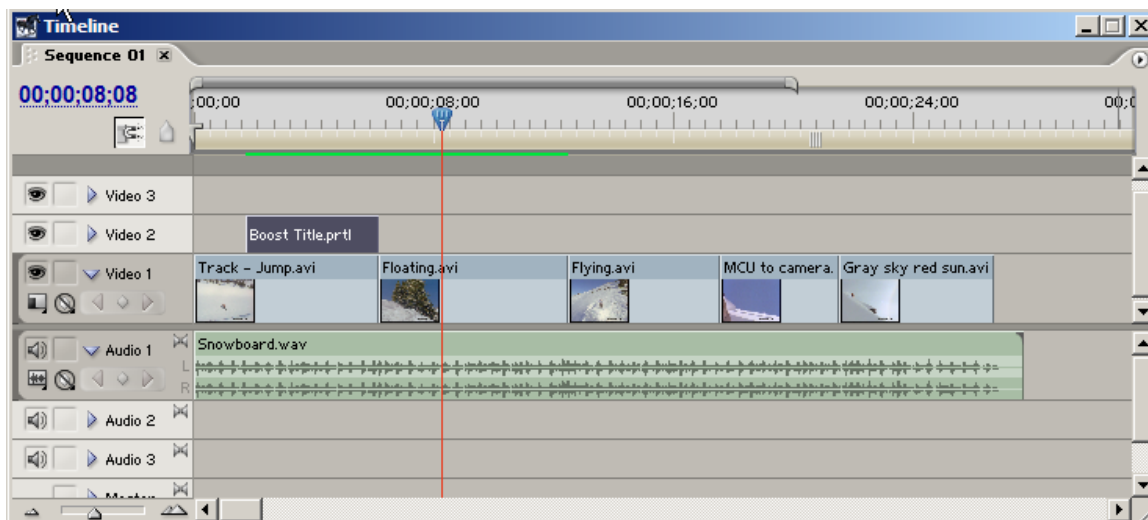 Timeline
Sequence 01
00;00;08;08
;00;00 00;00;08;00 00;00;16;00 00;00;24;00 00;0
Video 3
Video 2 Boost Title.prtl
Video 1 Track - Jump.avi Floating.avi Flying.avi MCU to camera. Gray sky red sun.avi
Audio 1 Snowboard.wav
L
R
Audio 2
Audio 3